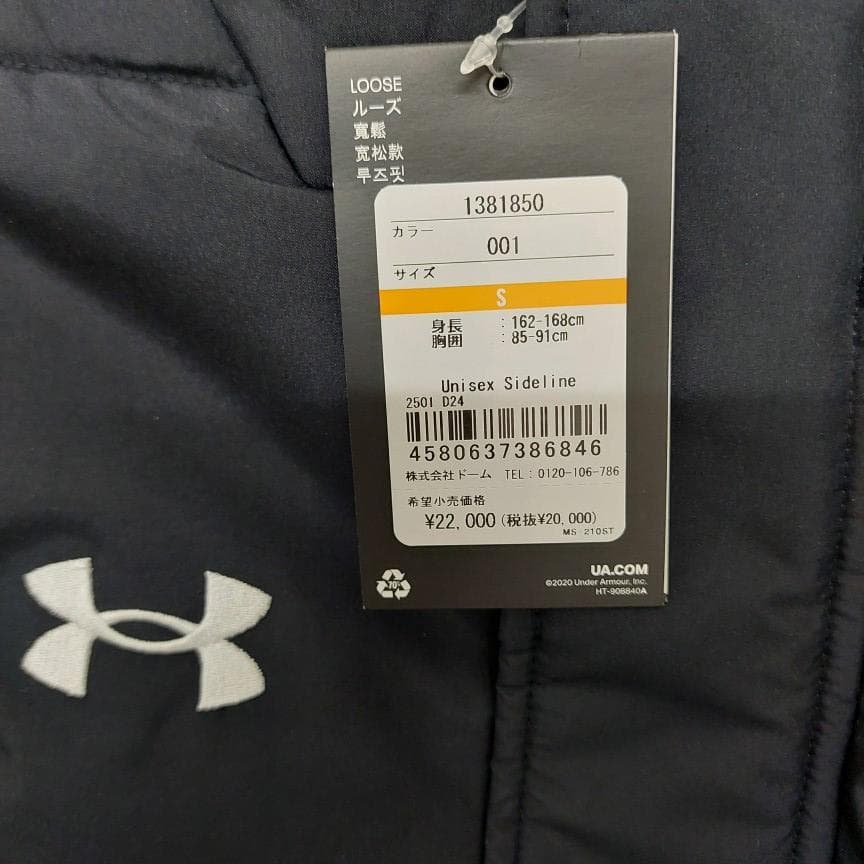 LOOSE
ルーズ
寬鬆
宽松款
루즈핏
1381850
カラー
001
サイズ
S
身長 : 162-168cm
胸囲 : 85-91cm
Unisex Sideline
2501 D24
4580637386846
株式会社ドーム TEL : 0120-106-786
希望小売価格
¥22,000 (税抜¥20,000)
MS 210ST
UA.COM
©2020 Under Armour, Inc.
HT-908840A
70%